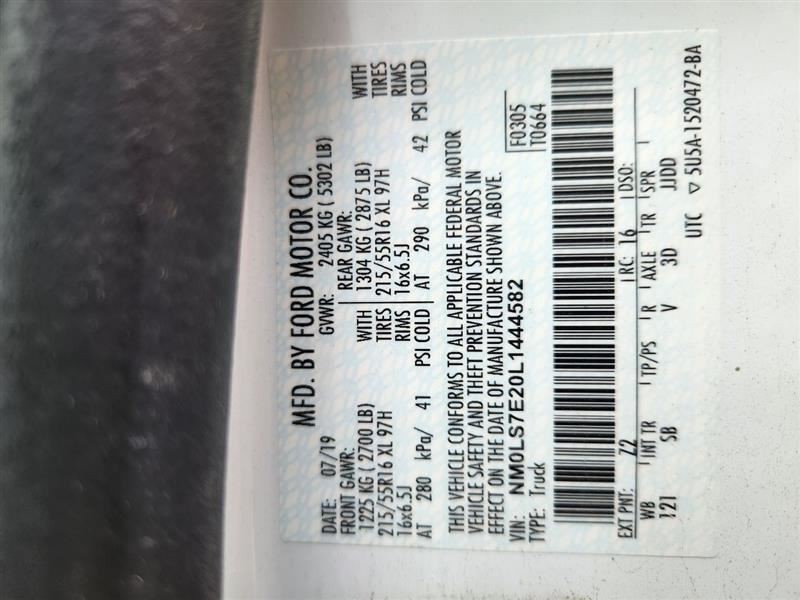 MFD. BY FORD MOTOR CO.
DATE: 07/19 GVWR: 2405 KG ( 5302 LB)
FRONT GAWR: REAR GAWR:
1225 KG ( 2700 LB) WITH 1304 KG ( 2875 LB) WITH
215/55R16 XL 97H TIRES 215/55R16 XL 97H TIRES
16x6.5J RIMS 16x6.5J RIMS
AT 280 kPa/ 41 PSI COLD AT 290 kPa/ 42 PSI COLD
THIS VEHICLE CONFORMS TO ALL APPLICABLE FEDERAL MOTOR
VEHICLE SAFETY AND THEFT PREVENTION STANDARDS IN
EFFECT ON THE DATE OF MANUFACTURE SHOWN ABOVE.
VIN: NM0LS7E20L1444582 F0305
TYPE: Truck T0664
EXT PNT: Z2 RC: 16 DSO:
WB INT TR TP/PS R AXLE TR SPR
121 SB V 3D JJDD
UTC ▽ 5U5A-1520472-BA